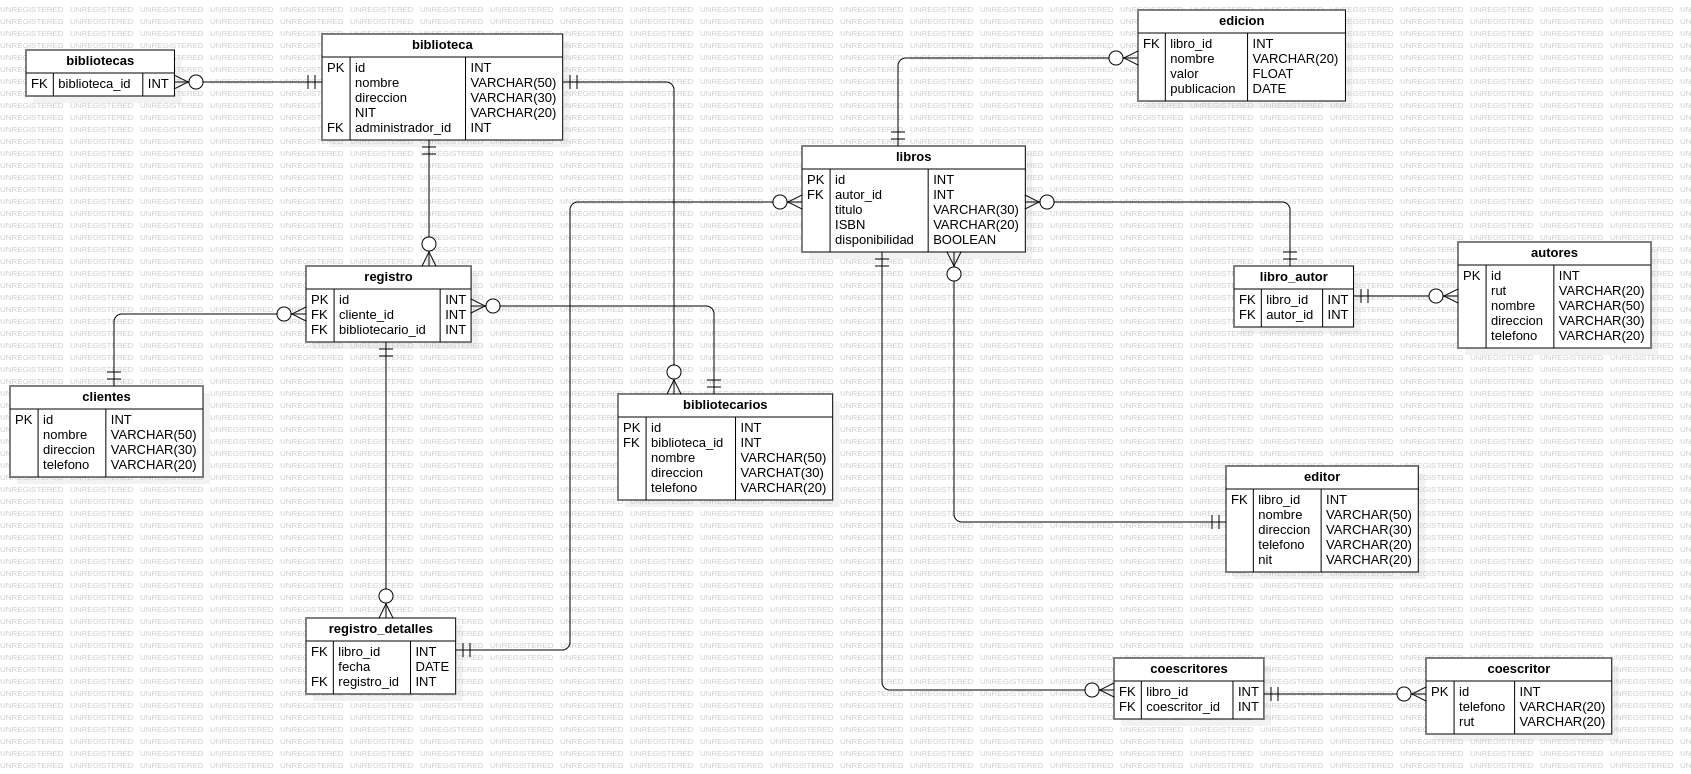 bibliotecas
FK biblioteca_id INT
biblioteca
PK id INT
nombre VARCHAR(50)
direccion VARCHAR(30)
NIT VARCHAR(20)
FK administrador_id INT
edicion
FK libro_id INT
nombre VARCHAR(20)
valor FLOAT
publicacion DATE
libros
PK id INT
FK autor_id INT
titulo VARCHAR(30)
ISBN VARCHAR(20)
disponibilidad BOOLEAN
registro
PK id INT
FK cliente_id INT
FK bibliotecario_id INT
libro_autor
FK libro_id INT
FK autor_id INT
autores
PK id INT
rut VARCHAR(20)
nombre VARCHAR(50)
direccion VARCHAR(30)
telefono VARCHAR(20)
clientes
PK id INT
nombre VARCHAR(50)
direccion VARCHAR(30)
telefono VARCHAR(20)
bibliotecarios
PK id INT
FK biblioteca_id INT
nombre VARCHAR(50)
direccion VARCHAT(30)
telefono VARCHAR(20)
editor
FK libro_id INT
nombre VARCHAR(50)
direccion VARCHAR(30)
telefono VARCHAR(20)
nit VARCHAR(20)
registro_detalles
FK libro_id INT
fecha DATE
FK registro_id INT
coescritores
FK libro_id INT
FK coescritor_id INT
coescritor
PK id INT
telefono VARCHAR(20)
rut VARCHAR(20)
UNREGISTERED